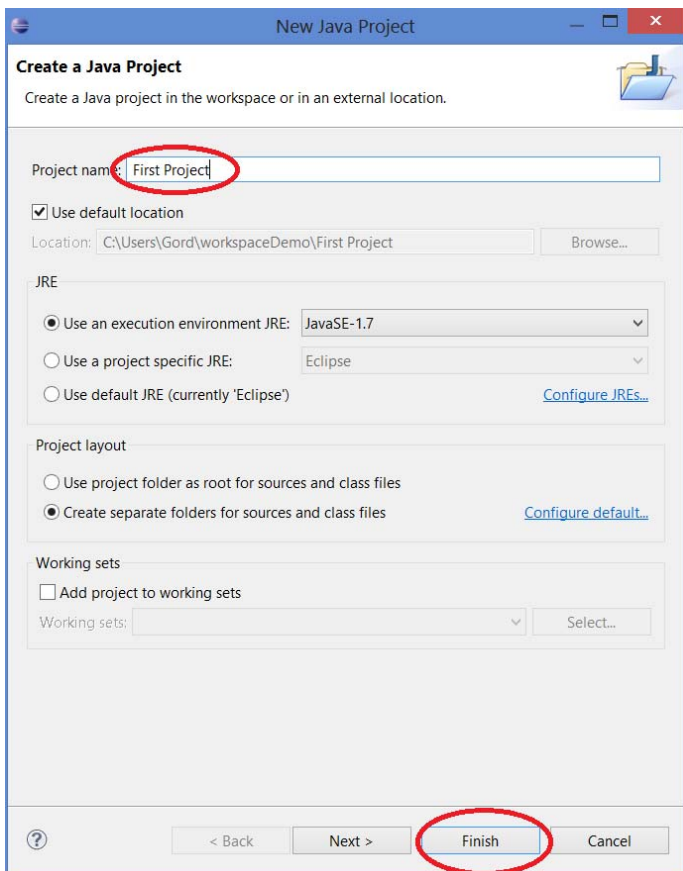 New Java Project
Create a Java Project
Create a Java project in the workspace or in an external location.
Project name: First Project
Use default location
Location: C:\Users\Gord\workspaceDemo\First Project Browse...
JRE
Use an execution environment JRE: JavaSE-1.7
Use a project specific JRE: Eclipse
Use default JRE (currently 'Eclipse') Configure JREs...
Project layout
Use project folder as root for sources and class files
Create separate folders for sources and class files Configure default...
Working sets
Add project to working sets
Working sets: Select...
? < Back Next > Finish Cancel